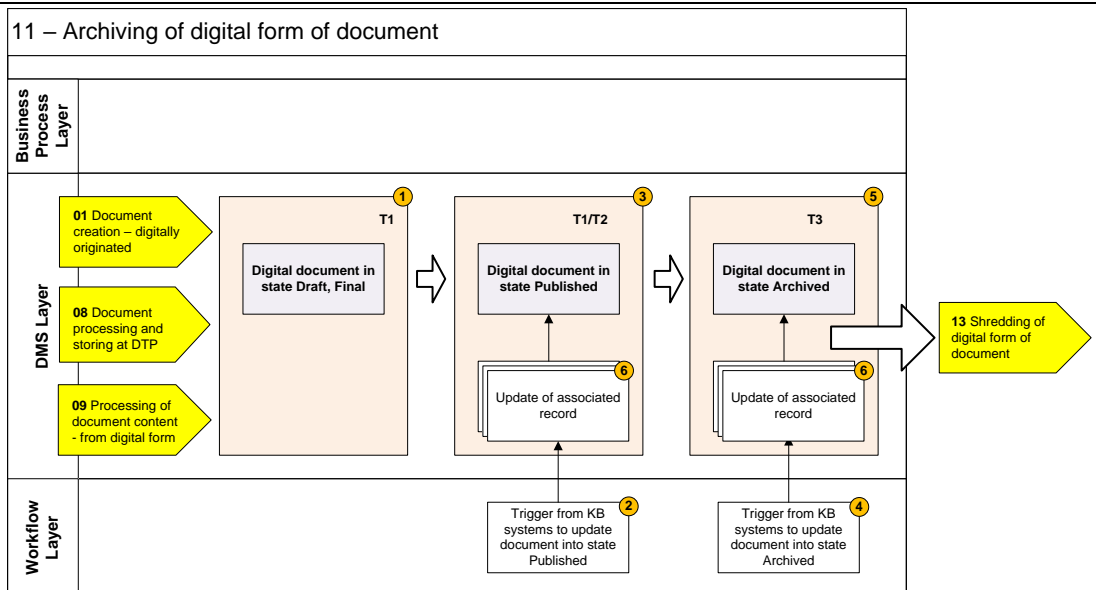 11 – Archiving of digital form of document
Business
Process
Layer
DMS Layer
01 Document
creation – digitally
originated
08 Document
processing and
storing at DTP
09 Processing of
document content
- from digital form
1
T1
Digital document in
state Draft, Final
3
T1/T2
Digital document in
state Published
6
Update of associated
record
5
T3
Digital document in
state Archived
6
Update of associated
record
13 Shredding of
digital form of
document
Workflow
Layer
2
Trigger from KB
systems to update
document into state
Published
4
Trigger from KB
systems to update
document into state
Archived